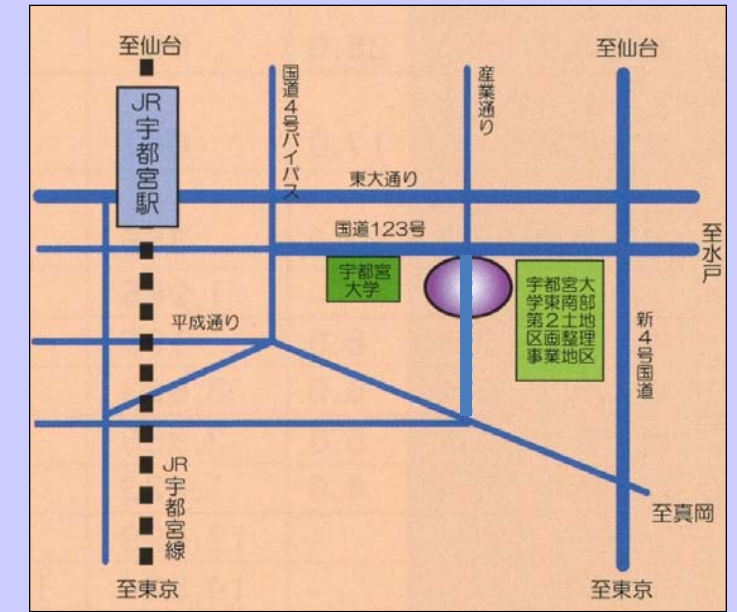 至仙台
至仙台
JR宇都宮駅
国道4号バイパス
産業通り
東大通り
国道123号
至水戸
宇都宮
大学
宇都宮大
学東南部
第2土地
区画整理
事業地区
平成通り
新4号国道
JR宇都宮線
至真岡
至東京
至東京